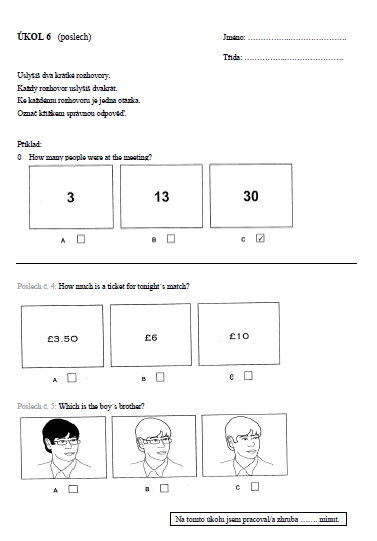 ÚKOL 6 (poslech)
Jméno: ……………………………….
Třída: ……………………………….
Uslyšíš dva krátké rozhovory.
Každý rozhovor uslyšíš dvakrát.
Ke každému rozhovoru je jedna otázka.
Označ křížkem správnou odpověď.
Příklad:
0 How many people were at the meeting?
3 13 30
A B C
Poslech č. 4: How much is a ticket for tonight´s match?
£3.50 £6 £10
A B C
Poslech č. 5: Which is the boy´s brother?
A B C
Na tomto úkolu jsem pracoval/a zhruba ……. minut.